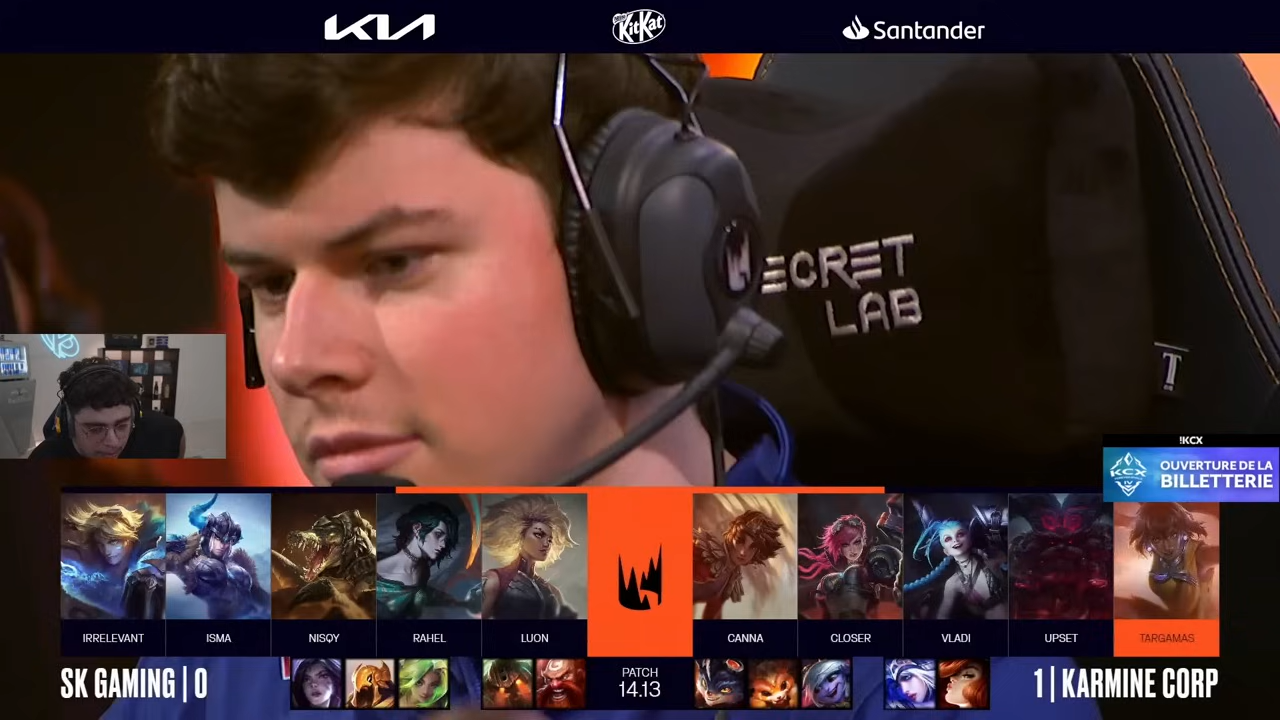 KIA
Nestlé
KitKat
Santander
SECRET
LAB
T
!KCX
KCX
OUVERTURE DE LA
BILLETTERIE
IRRELEVANT
ISMA
NISQY
RAHEL
LUON
CANNA
CLOSER
VLADI
UPSET
TARGAMAS
SK GAMING | 0
PATCH
14.13
1 | KARMINE CORP